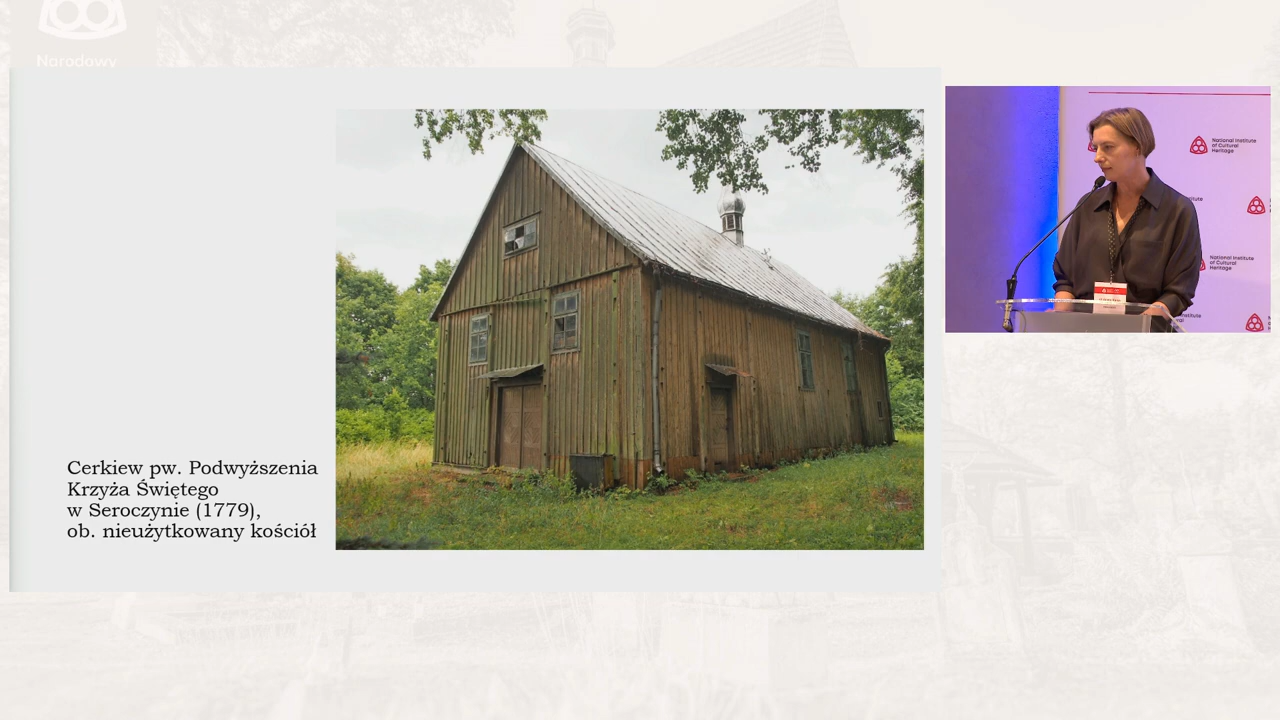 Narodowy
Cerkiew pw. Podwyższenia
Krzyża Świętego
w Seroczynie (1779),
ob. nieużytkowany kościół
National Institute
of Cultural
Heritage
National Institute
of Cultural
Heritage